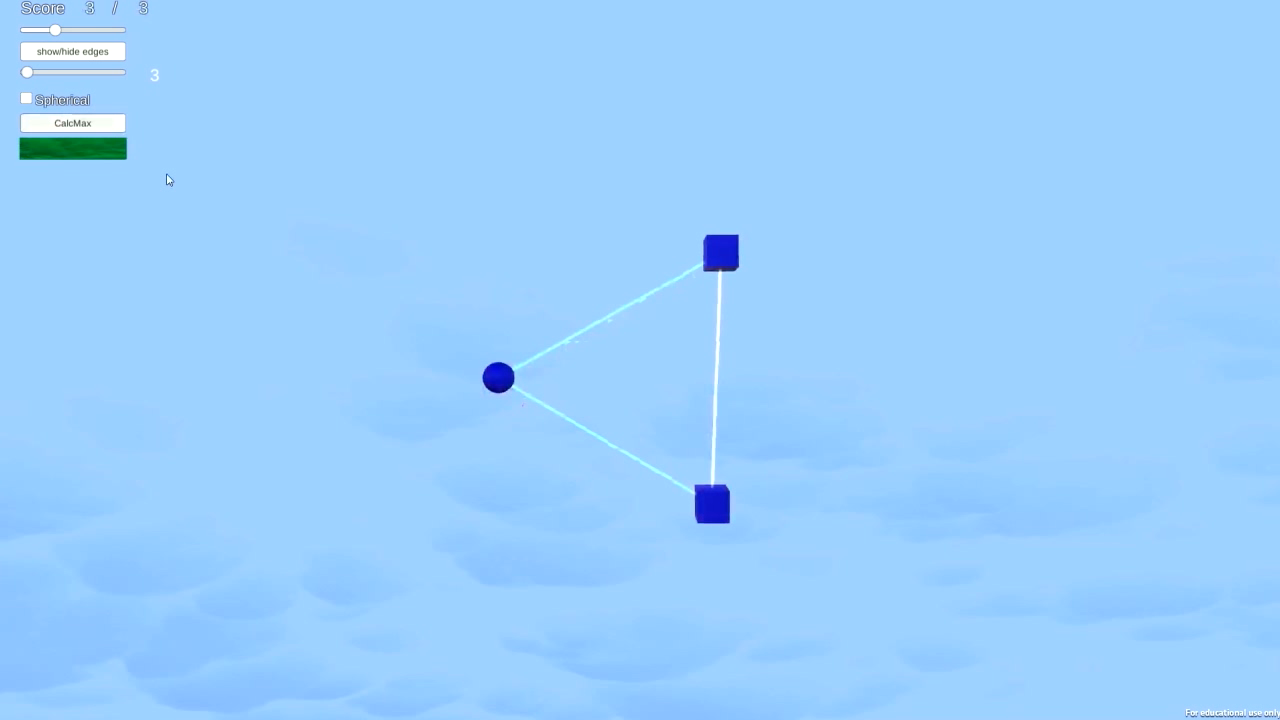 Score 3 / 3
show/hide edges
3
Spherical
CalcMax
For educational use only